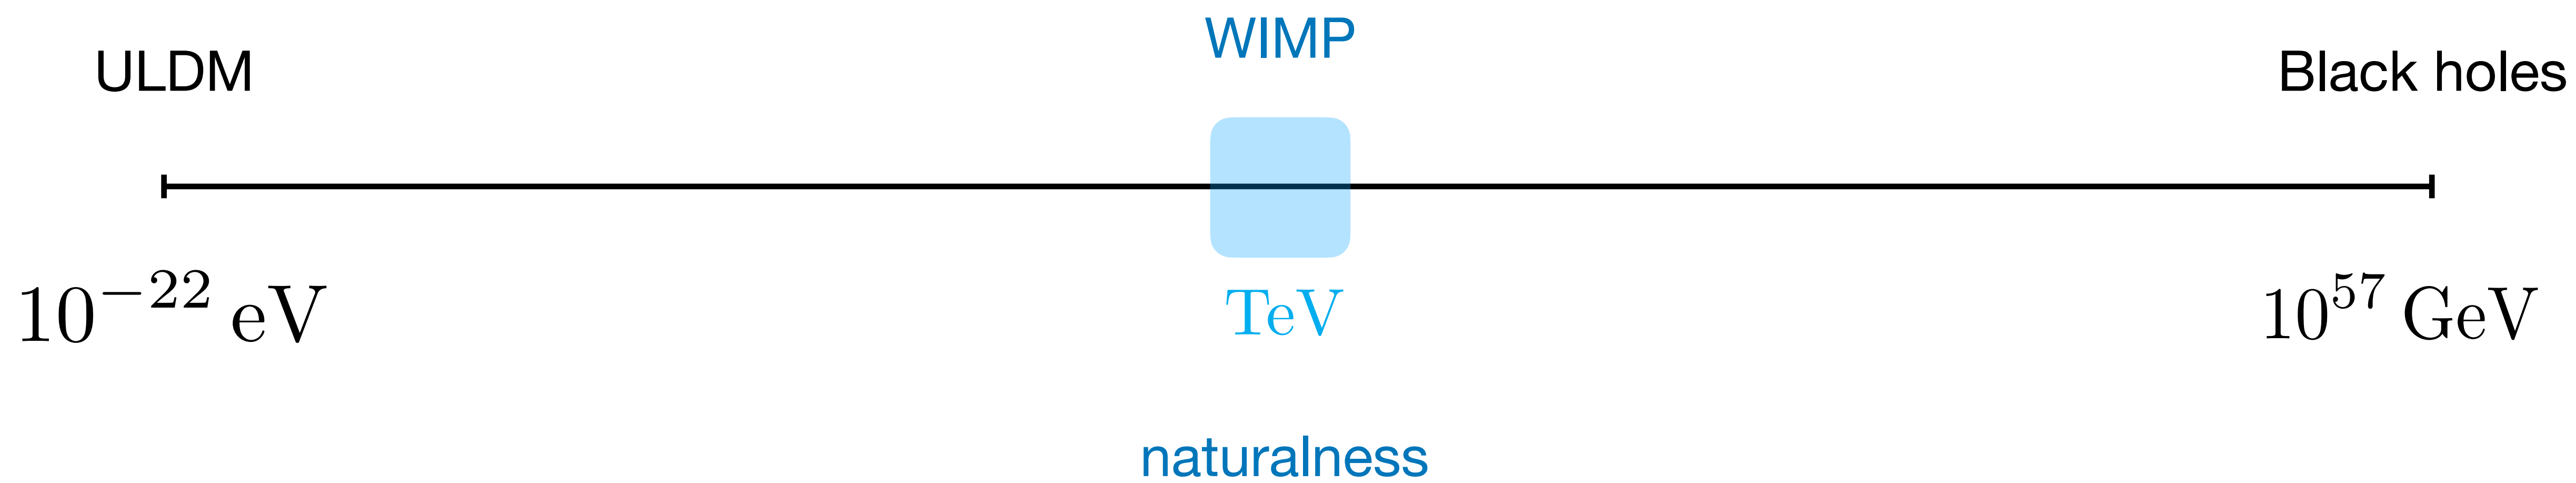 WIMP
ULDM
Black holes
10^{-22} eV
TeV
10^{57} GeV
naturalness